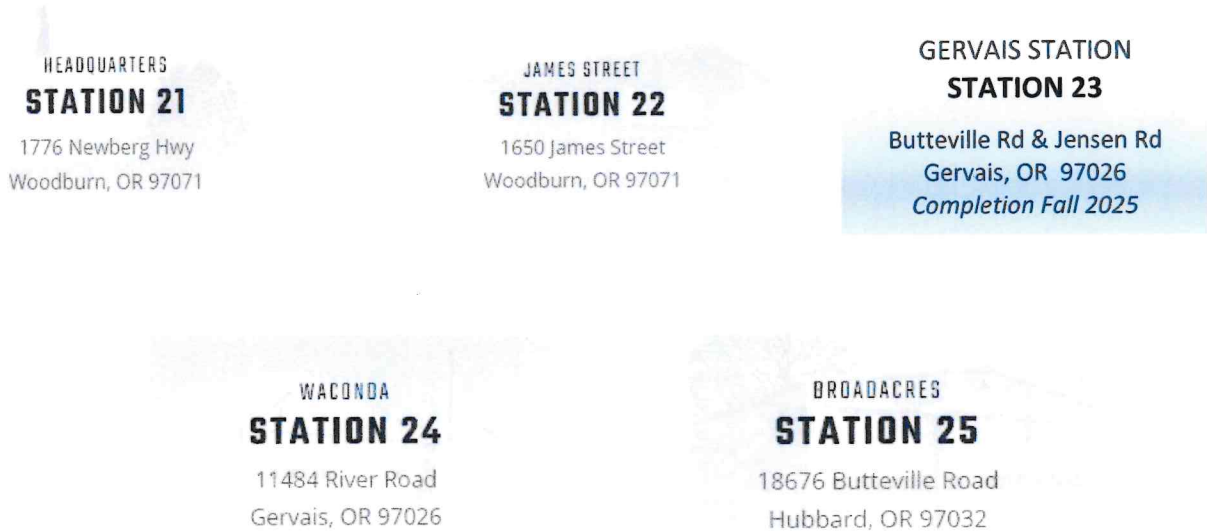 HEADQUARTERS
STATION 21
1776 Newberg Hwy
Woodburn, OR 97071
JAMES STREET
STATION 22
1650 James Street
Woodburn, OR 97071
GERVAIS STATION
STATION 23
Butteville Rd & Jensen Rd
Gervais, OR 97026
Completion Fall 2025
WACONDA
STATION 24
11484 River Road
Gervais, OR 97026
BROADACRES
STATION 25
18676 Butteville Road
Hubbard, OR 97032